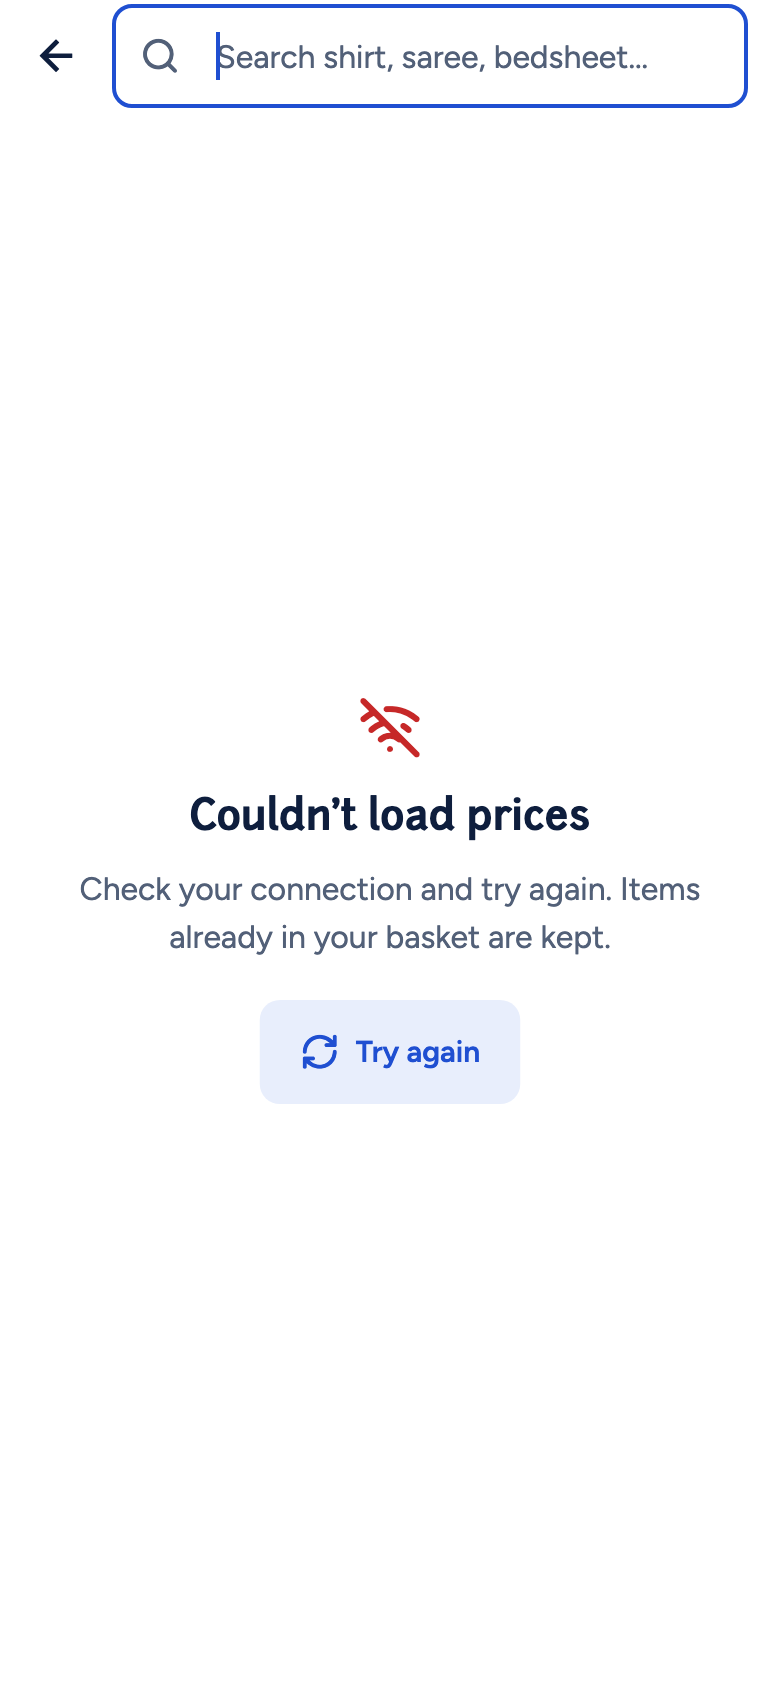 Search shirt, saree, bedsheet...
Couldn’t load prices
Check your connection and try again. Items
already in your basket are kept.
Try again